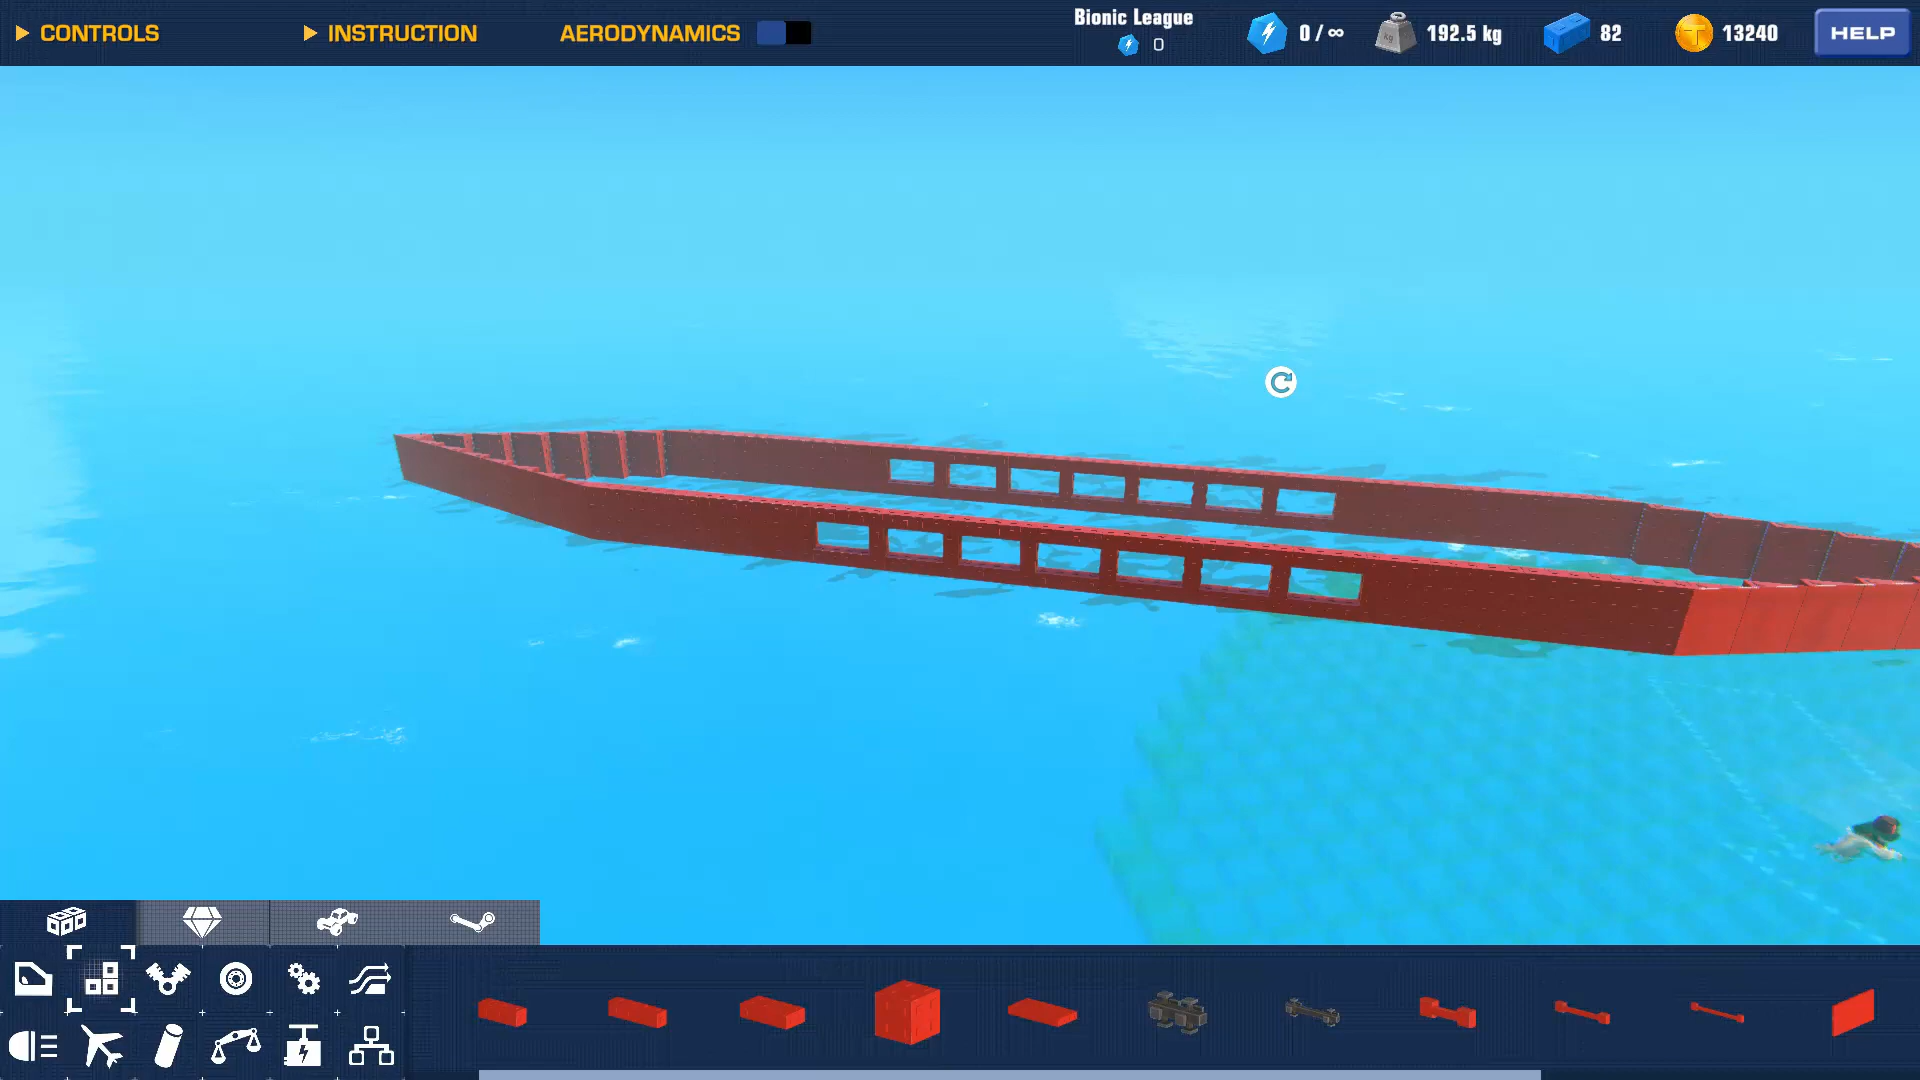 CONTROLS
INSTRUCTION
AERODYNAMICS
Bionic League
0
0 / ∞
192.5 kg
82
13240
HELP